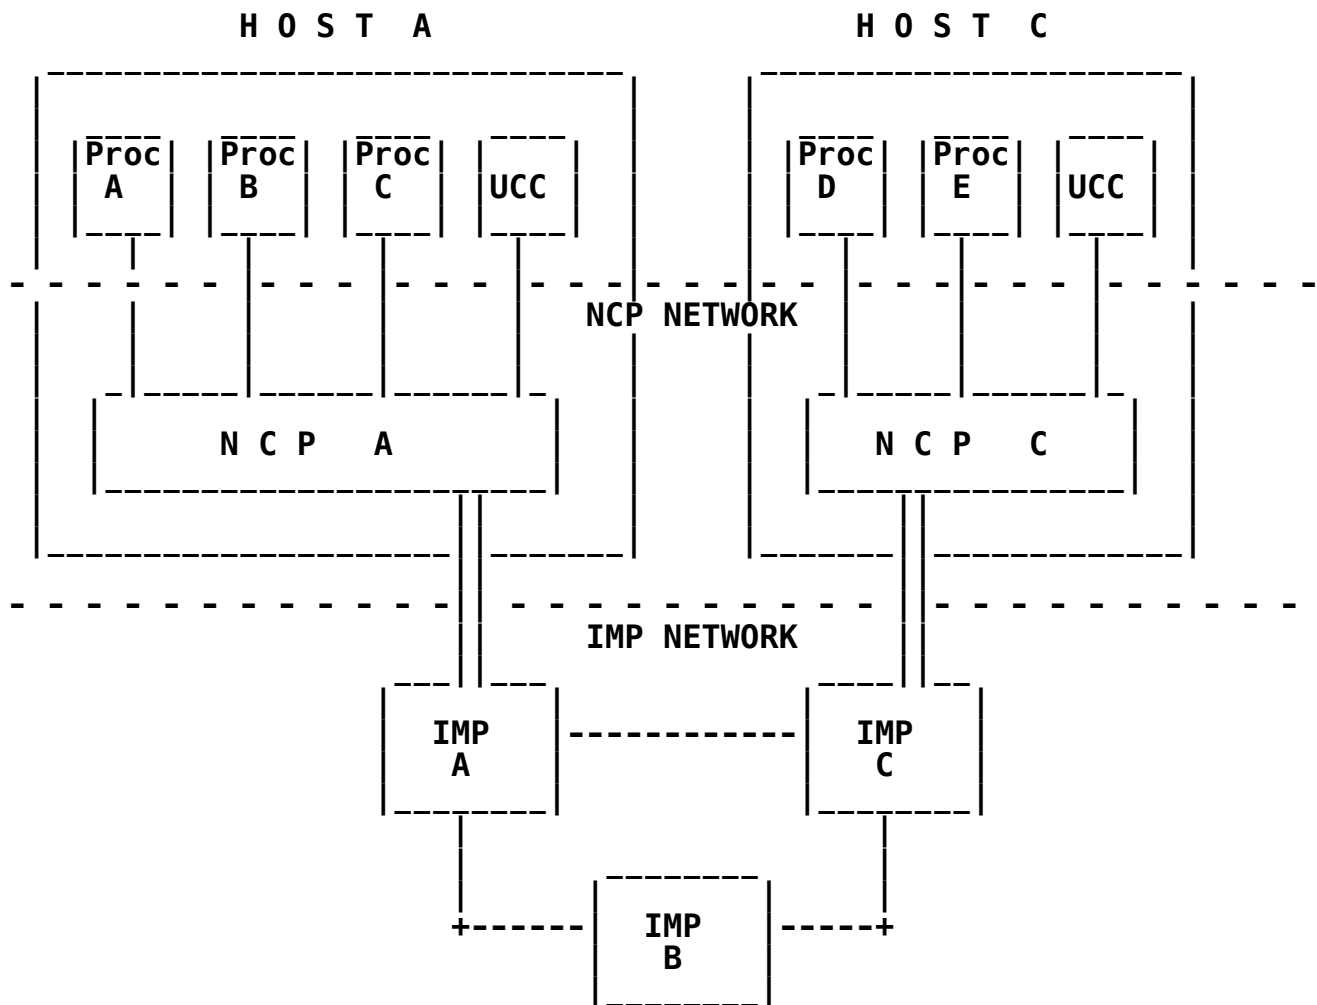 H O S T  A          H O S T  C
Proc Proc Proc Proc Proc
A B C UCC D E UCC
NCP NETWORK
N C P   A          N C P   C
IMP NETWORK
IMP IMP
A C
IMP
B